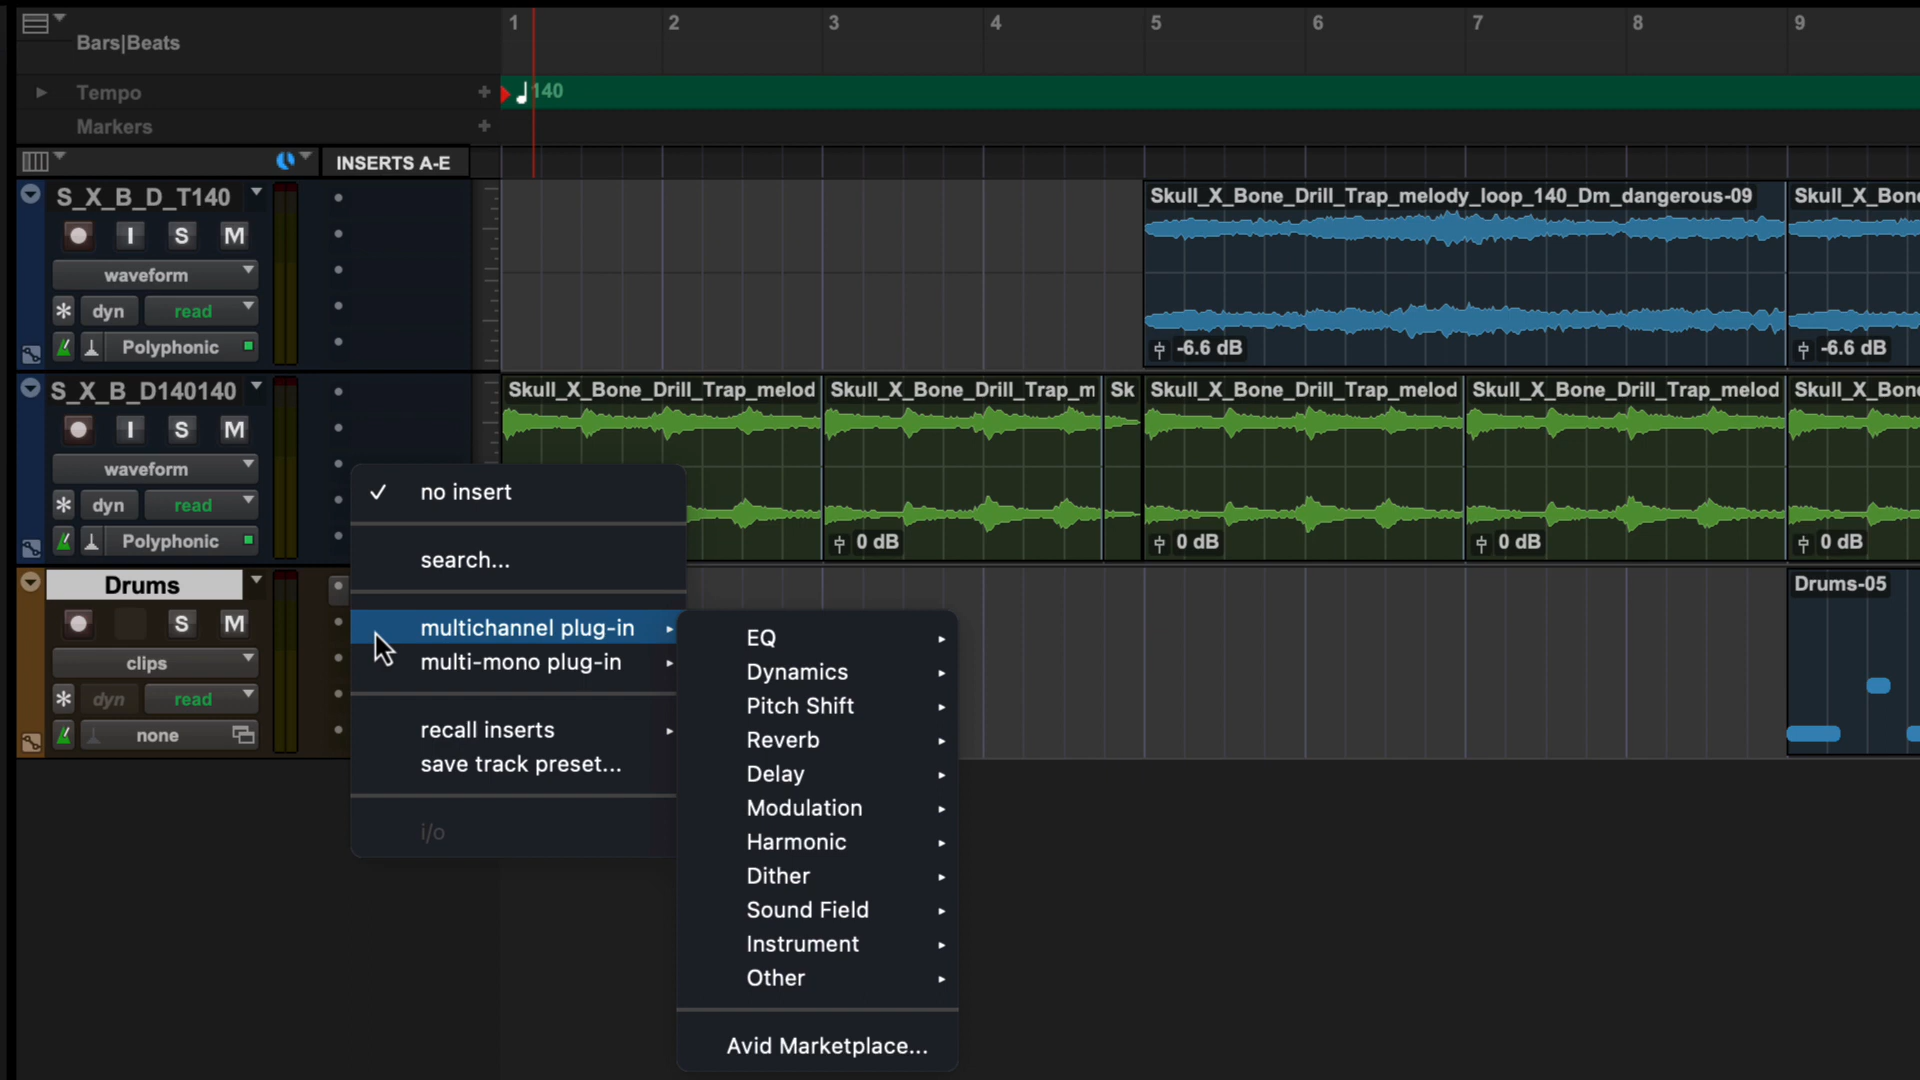 1 2 3 4 5 6 7 8 9
Bars|Beats
Tempo + 140
Markers +
INSERTS A-E
S_X_B_D_T140
I S M
waveform
* dyn read
Polyphonic
Skull_X_Bone_Drill_Trap_melody_loop_140_Dm_dangerous-09
Skull_X_Bon
-6.6 dB
-6.6 dB
S_X_B_D140140
I S M
waveform
* dyn read
Polyphonic
Skull_X_Bone_Drill_Trap_melod
Skull_X_Bone_Drill_Trap_m
Sk
Skull_X_Bone_Drill_Trap_melod
Skull_X_Bone_Drill_Trap_melod
Skull_X_Bon
0 dB
0 dB
0 dB
0 dB
Drums
S M
clips
* dyn read
none
Drums-05
✓ no insert
search...
multichannel plug-in
multi-mono plug-in
recall inserts
save track preset...
i/o
EQ
Dynamics
Pitch Shift
Reverb
Delay
Modulation
Harmonic
Dither
Sound Field
Instrument
Other
Avid Marketplace...